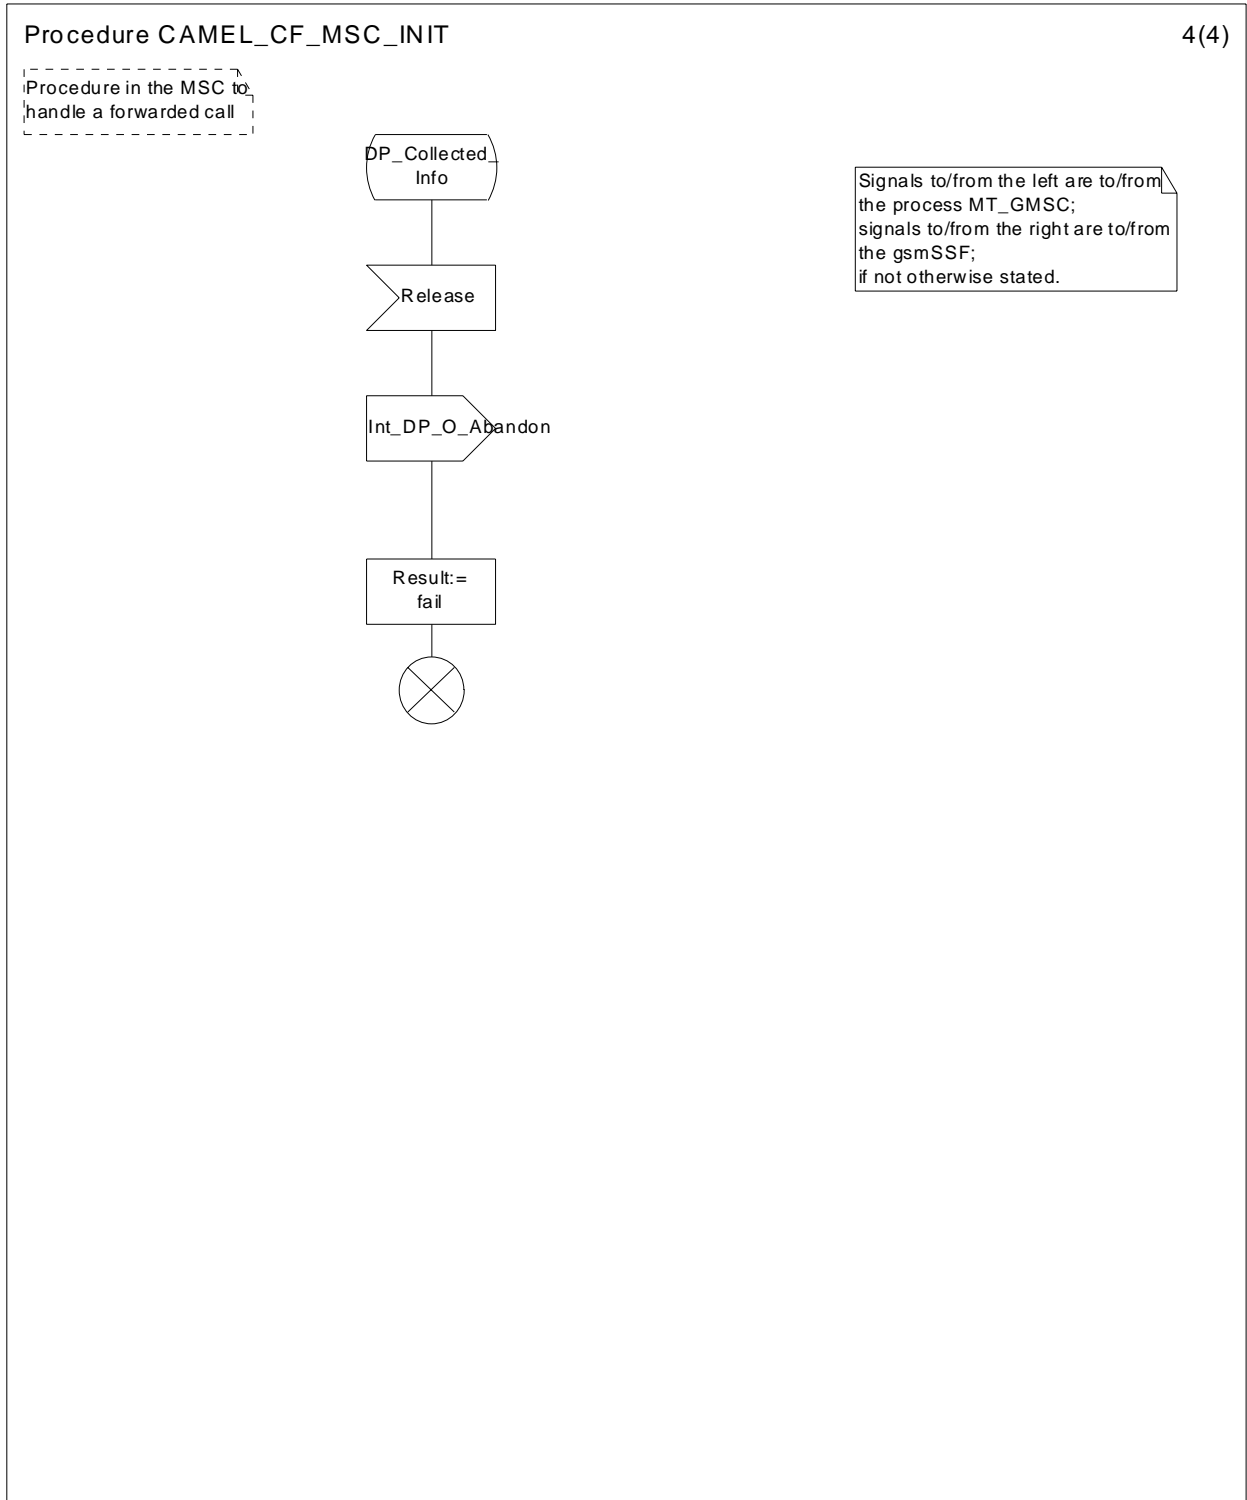 Procedure CAMEL_CF_MSC_INIT
4(4)
Procedure in the MSC to
handle a forwarded call
DP_Collected_
Info
Signals to/from the left are to/from
the process MT_GMSC;
signals to/from the right are to/from
the gsmSSF;
if not otherwise stated.
Release
Int_DP_O_Abandon
Result:=
fail